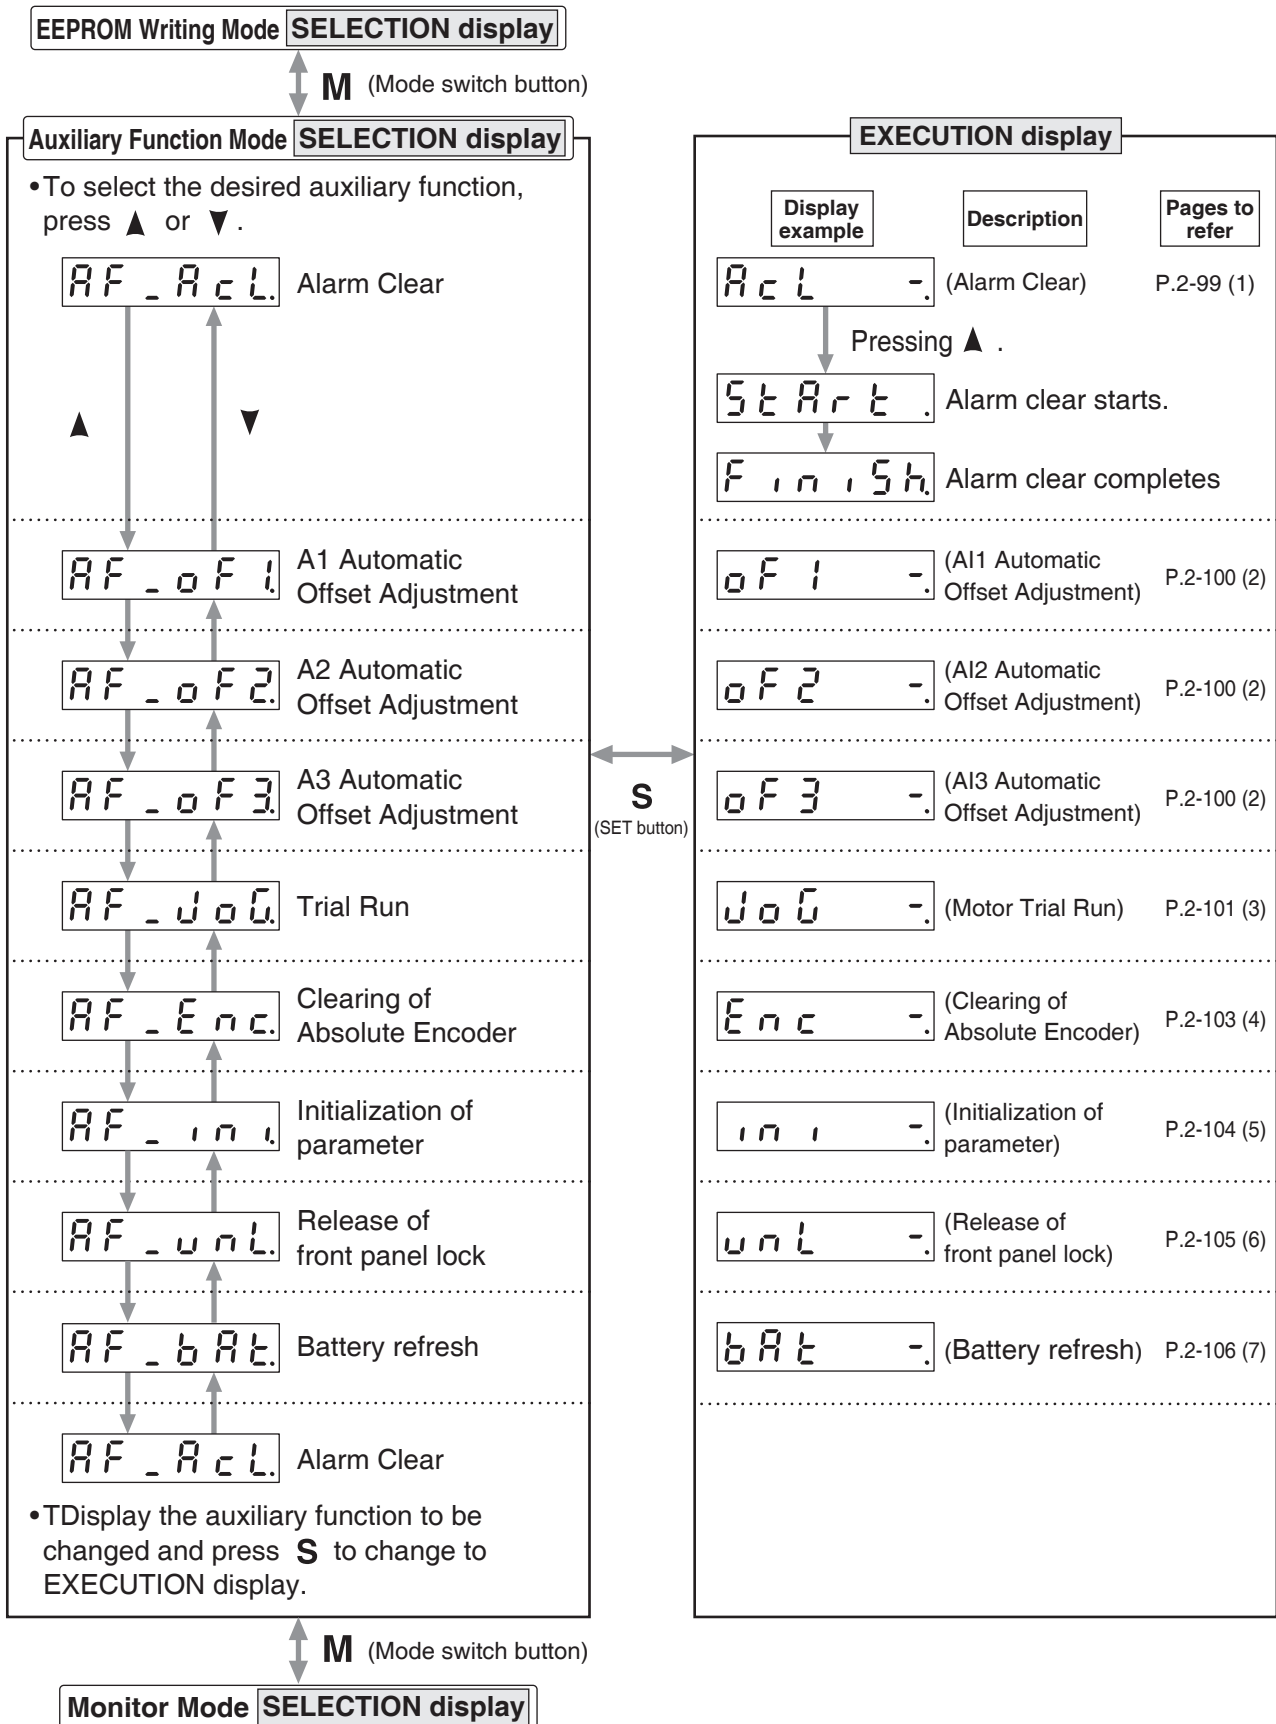 EEPROM Writing Mode SELECTION display
M (Mode switch button)
Auxiliary Function Mode SELECTION display
•To select the desired auxiliary function,
press ▲ or ▼ .
AF_AcL. Alarm Clear
▲ ▼
AF_oF1. A1 Automatic
Offset Adjustment
AF_oF2. A2 Automatic
Offset Adjustment
AF_oF3. A3 Automatic
Offset Adjustment
AF_JoG. Trial Run
AF_Enc. Clearing of
Absolute Encoder
AF_ini. Initialization of
parameter
AF_unL. Release of
front panel lock
AF_bAt. Battery refresh
AF_AcL. Alarm Clear
•TDisplay the auxiliary function to be
changed and press S to change to
EXECUTION display.
M (Mode switch button)
Monitor Mode SELECTION display
S
(SET button)
EXECUTION display
Display
example
Description
Pages to
refer
AcL -. (Alarm Clear) P.2-99 (1)
Pressing ▲ .
StArt . Alarm clear starts.
FiniSh. Alarm clear completes
oF1 -. (AI1 Automatic
Offset Adjustment) P.2-100 (2)
oF2 -. (AI2 Automatic
Offset Adjustment) P.2-100 (2)
oF3 -. (AI3 Automatic
Offset Adjustment) P.2-100 (2)
JoG -. (Motor Trial Run) P.2-101 (3)
Enc -. (Clearing of
Absolute Encoder) P.2-103 (4)
ini -. (Initialization of
parameter) P.2-104 (5)
unL -. (Release of
front panel lock) P.2-105 (6)
bAt -. (Battery refresh) P.2-106 (7)